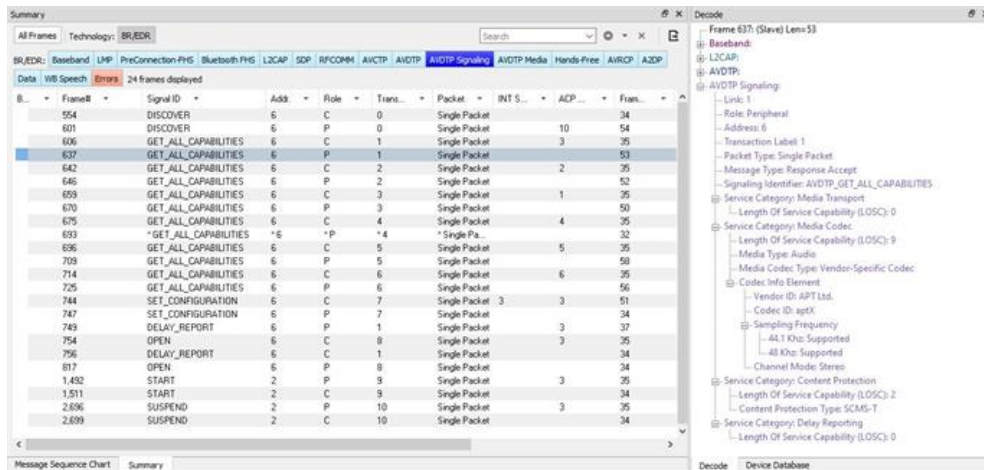 Summary
All Frames Technology: BR/EDR Search
BR/EDR: Baseband LMP PreConnection-FHS Bluetooth FHS L2CAP SDP RFCOMM AVCTP AVDTP AVDTP Signaling AVDTP Media Hands-Free AVRCP A2DP
Data WB Speech Errors 24 frames displayed
B... Frame# Signal ID Addr. Role Trans... Packet INT S... ACP ... Fram...
554 DISCOVER 6 C 0 Single Packet 34
601 DISCOVER 6 P 0 Single Packet 10 54
606 GET_ALL_CAPABILITIES 6 C 1 Single Packet 3 35
637 GET_ALL_CAPABILITIES 6 P 1 Single Packet 53
642 GET_ALL_CAPABILITIES 6 C 2 Single Packet 2 35
646 GET_ALL_CAPABILITIES 6 P 2 Single Packet 52
659 GET_ALL_CAPABILITIES 6 C 3 Single Packet 1 35
670 GET_ALL_CAPABILITIES 6 P 3 Single Packet 50
675 GET_ALL_CAPABILITIES 6 C 4 Single Packet 4 35
693 * GET_ALL_CAPABILITIES * 6 * P * 4 * Single Pa... 32
696 GET_ALL_CAPABILITIES 6 C 5 Single Packet 5 35
709 GET_ALL_CAPABILITIES 6 P 5 Single Packet 58
714 GET_ALL_CAPABILITIES 6 C 6 Single Packet 6 35
725 GET_ALL_CAPABILITIES 6 P 6 Single Packet 56
744 SET_CONFIGURATION 6 C 7 Single Packet 3 3 51
747 SET_CONFIGURATION 6 P 7 Single Packet 34
749 DELAY_REPORT 6 P 1 Single Packet 3 37
754 OPEN 6 C 8 Single Packet 3 35
756 DELAY_REPORT 6 C 1 Single Packet 34
817 OPEN 6 P 8 Single Packet 34
1,492 START 2 P 9 Single Packet 3 35
1,511 START 2 C 9 Single Packet 34
2,696 SUSPEND 2 P 10 Single Packet 3 35
2,699 SUSPEND 2 C 10 Single Packet 34
Message Sequence Chart Summary
Decode
Frame 637: (Slave) Len=53
Baseband:
L2CAP:
AVDTP:
AVDTP Signaling:
Link: 1
Role: Peripheral
Address: 6
Transaction Label: 1
Packet Type: Single Packet
Message Type: Response Accept
Signaling Identifier: AVDTP_GET_ALL_CAPABILITIES
Service Category: Media Transport
Length Of Service Capability (LOSC): 0
Service Category: Media Codec
Length Of Service Capability (LOSC): 9
Media Type: Audio
Media Codec Type: Vendor-Specific Codec
Codec Info Element
Vendor ID: APT Ltd.
Codec ID: aptX
Sampling Frequency
44.1 Khz: Supported
48 Khz: Supported
Channel Mode: Stereo
Service Category: Content Protection
Length Of Service Capability (LOSC): 2
Content Protection Type: SCMS-T
Service Category: Delay Reporting
Length Of Service Capability (LOSC): 0
Decode Device Database